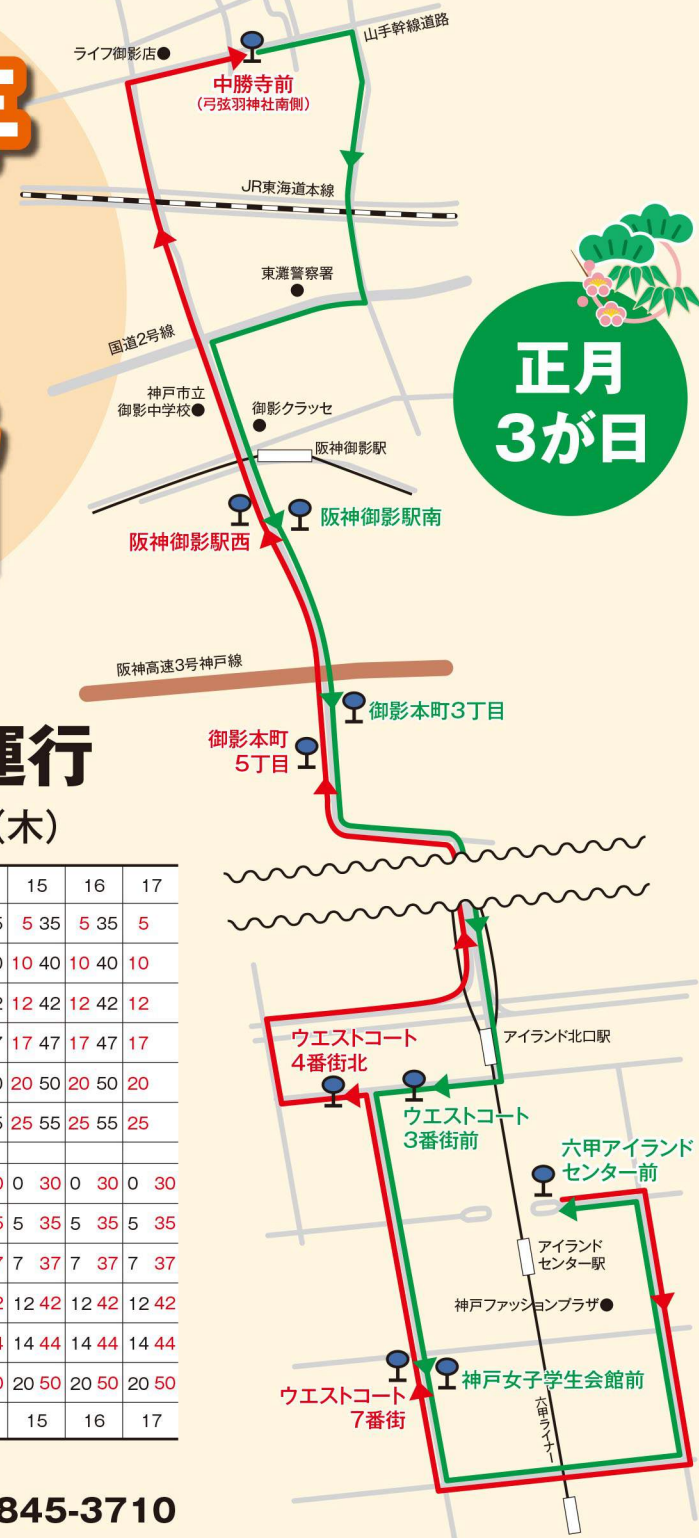 山手幹線道路
ライフ御影店●
中勝寺前
(弓弦羽神社南側)
JR東海道本線
東灘警察署
国道2号線
神戸市立
御影中学校●
御影クラッセ
阪神御影駅
正月
3が日
阪神御影駅南
阪神御影駅西
阪神高速3号神戸線
御影本町3丁目
御影本町
5丁目
運行
(木)
15 16 17
5 35 5 35 5
10 40 10 40 10
12 42 12 42 12
17 47 17 47 17
20 50 20 50 20
25 55 25 55 25
0 30 0 30 0 30
5 35 5 35 5 35
7 37 7 37 7 37
12 42 12 42 12 42
14 44 14 44 14 44
20 50 20 50 20 50
15 16 17
845-3710
アイランド北口駅
ウエストコート
4番街北
ウエストコート
3番街前
六甲アイランド
センター前
アイランド
センター駅
神戸ファッションプラザ●
神戸女子学生会館前
ウエストコート
7番街
六甲ライナー